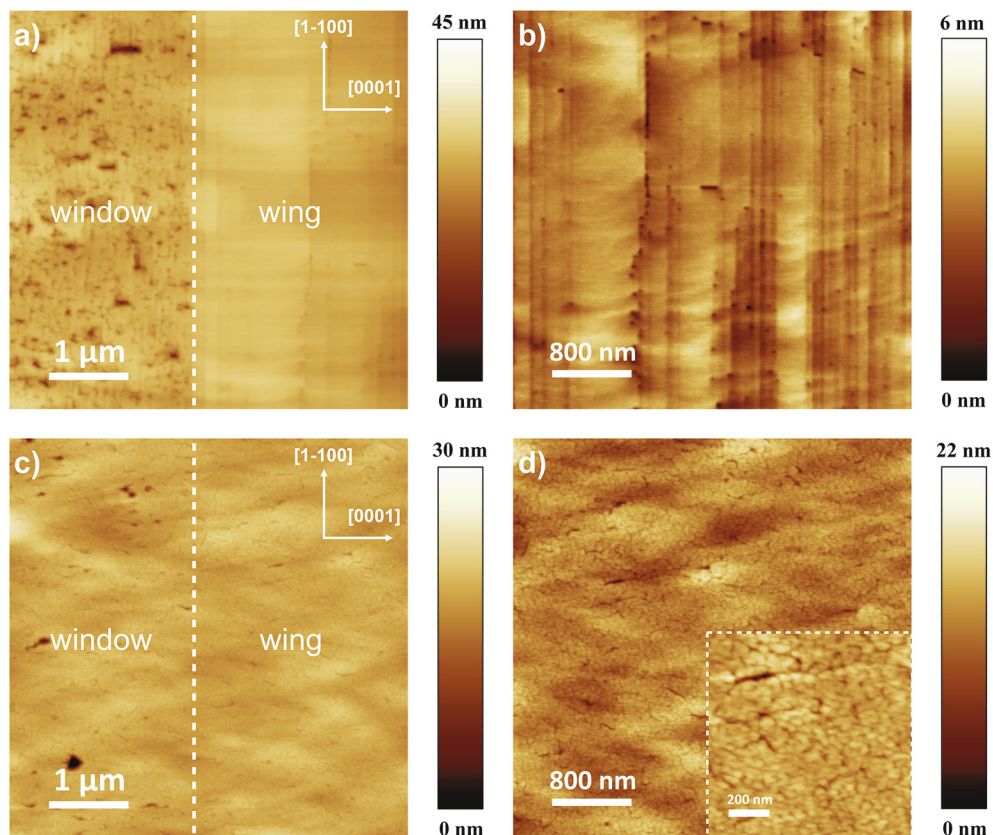 a)
[1-100]
[0001]
window
wing
1 µm
45 nm
0 nm
b)
800 nm
6 nm
0 nm
c)
[1-100]
[0001]
window
wing
1 µm
30 nm
0 nm
d)
800 nm
200 nm
22 nm
0 nm